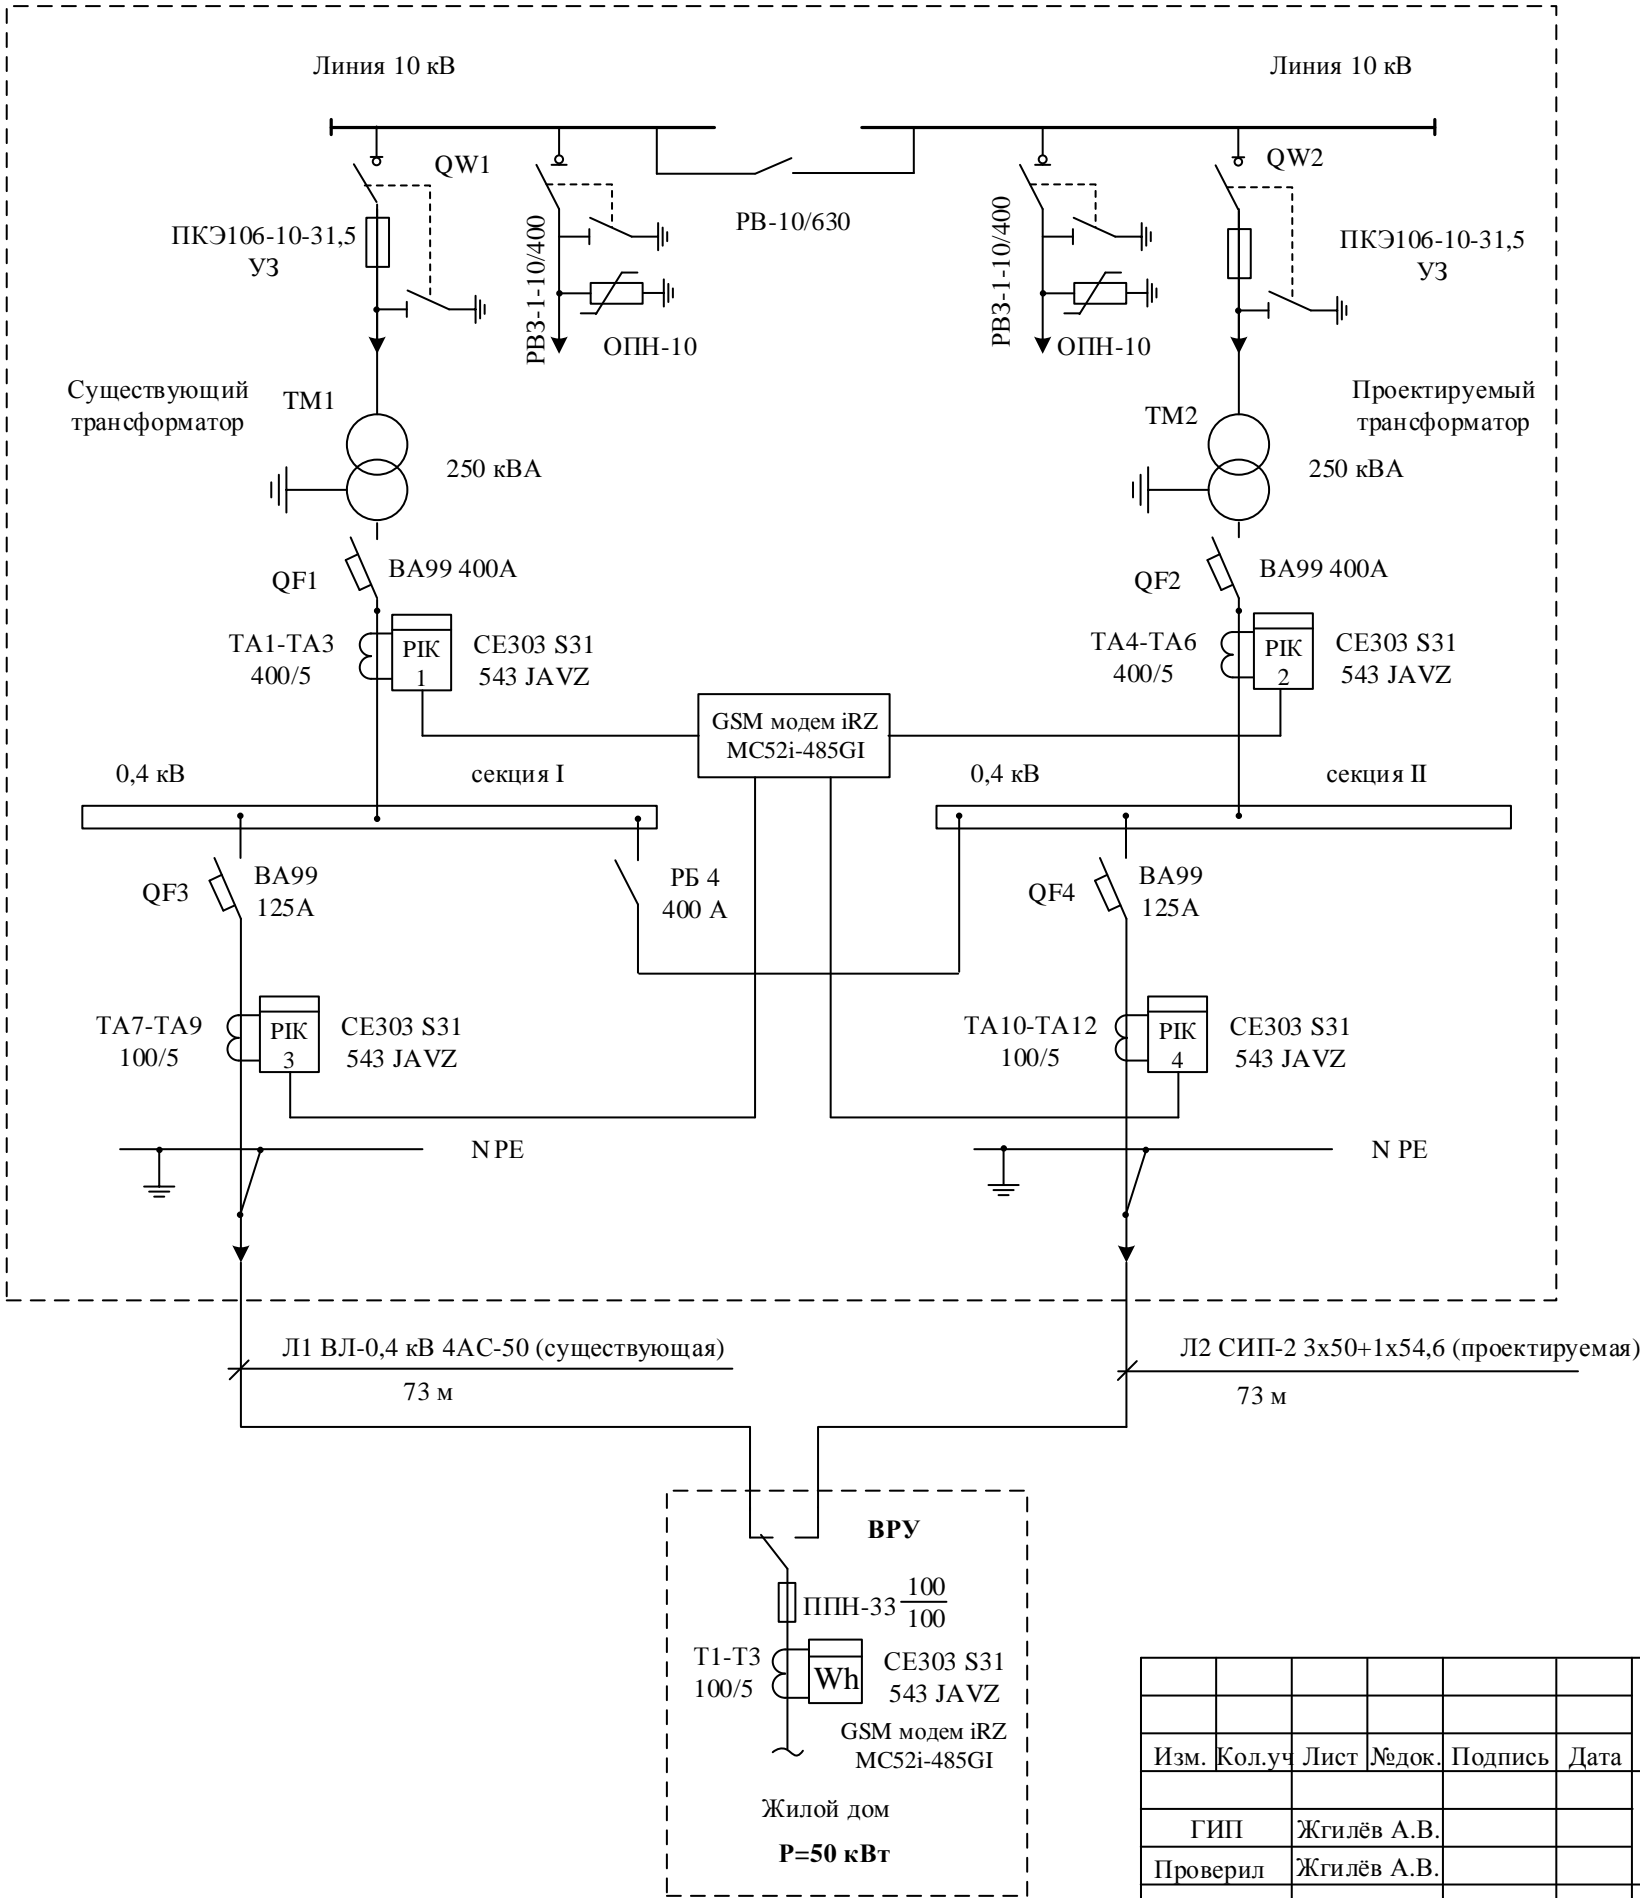 Линия 10 кВ
Линия 10 кВ
QW1
QW2
РВ-10/630
ПКЭ106-10-31,5
УЗ
РВЗ-1-10/400
ОПН-10
РВЗ-1-10/400
ОПН-10
ПКЭ106-10-31,5
УЗ
Существующий
трансформатор
ТМ1
250 кВА
Проектируемый
трансформатор
ТМ2
250 кВА
QF1
ВА99 400А
QF2
ВА99 400А
ТА1-ТА3
400/5
PIK
1
CE303 S31
543 JAVZ
ТА4-ТА6
400/5
PIK
2
CE303 S31
543 JAVZ
GSM модем iRZ
MC52i-485GI
0,4 кВ
секция I
0,4 кВ
секция II
QF3
ВА99
125А
РБ 4
400 А
QF4
ВА99
125А
ТА7-ТА9
100/5
PIK
3
CE303 S31
543 JAVZ
ТА10-ТА12
100/5
PIK
4
CE303 S31
543 JAVZ
N PE
N PE
Л1 ВЛ-0,4 кВ 4АС-50 (существующая)
73 м
Л2 СИП-2 3х50+1х54,6 (проектируемая)
73 м
ВРУ
ППН-33 100
100
Т1-Т3
100/5
Wh
CE303 S31
543 JAVZ
GSM модем iRZ
MC52i-485GI
Жилой дом
Р=50 кВт
Изм. Кол.уч Лист №док. Подпись Дата
ГИП Жгилёв А.В.
Проверил Жгилёв А.В.